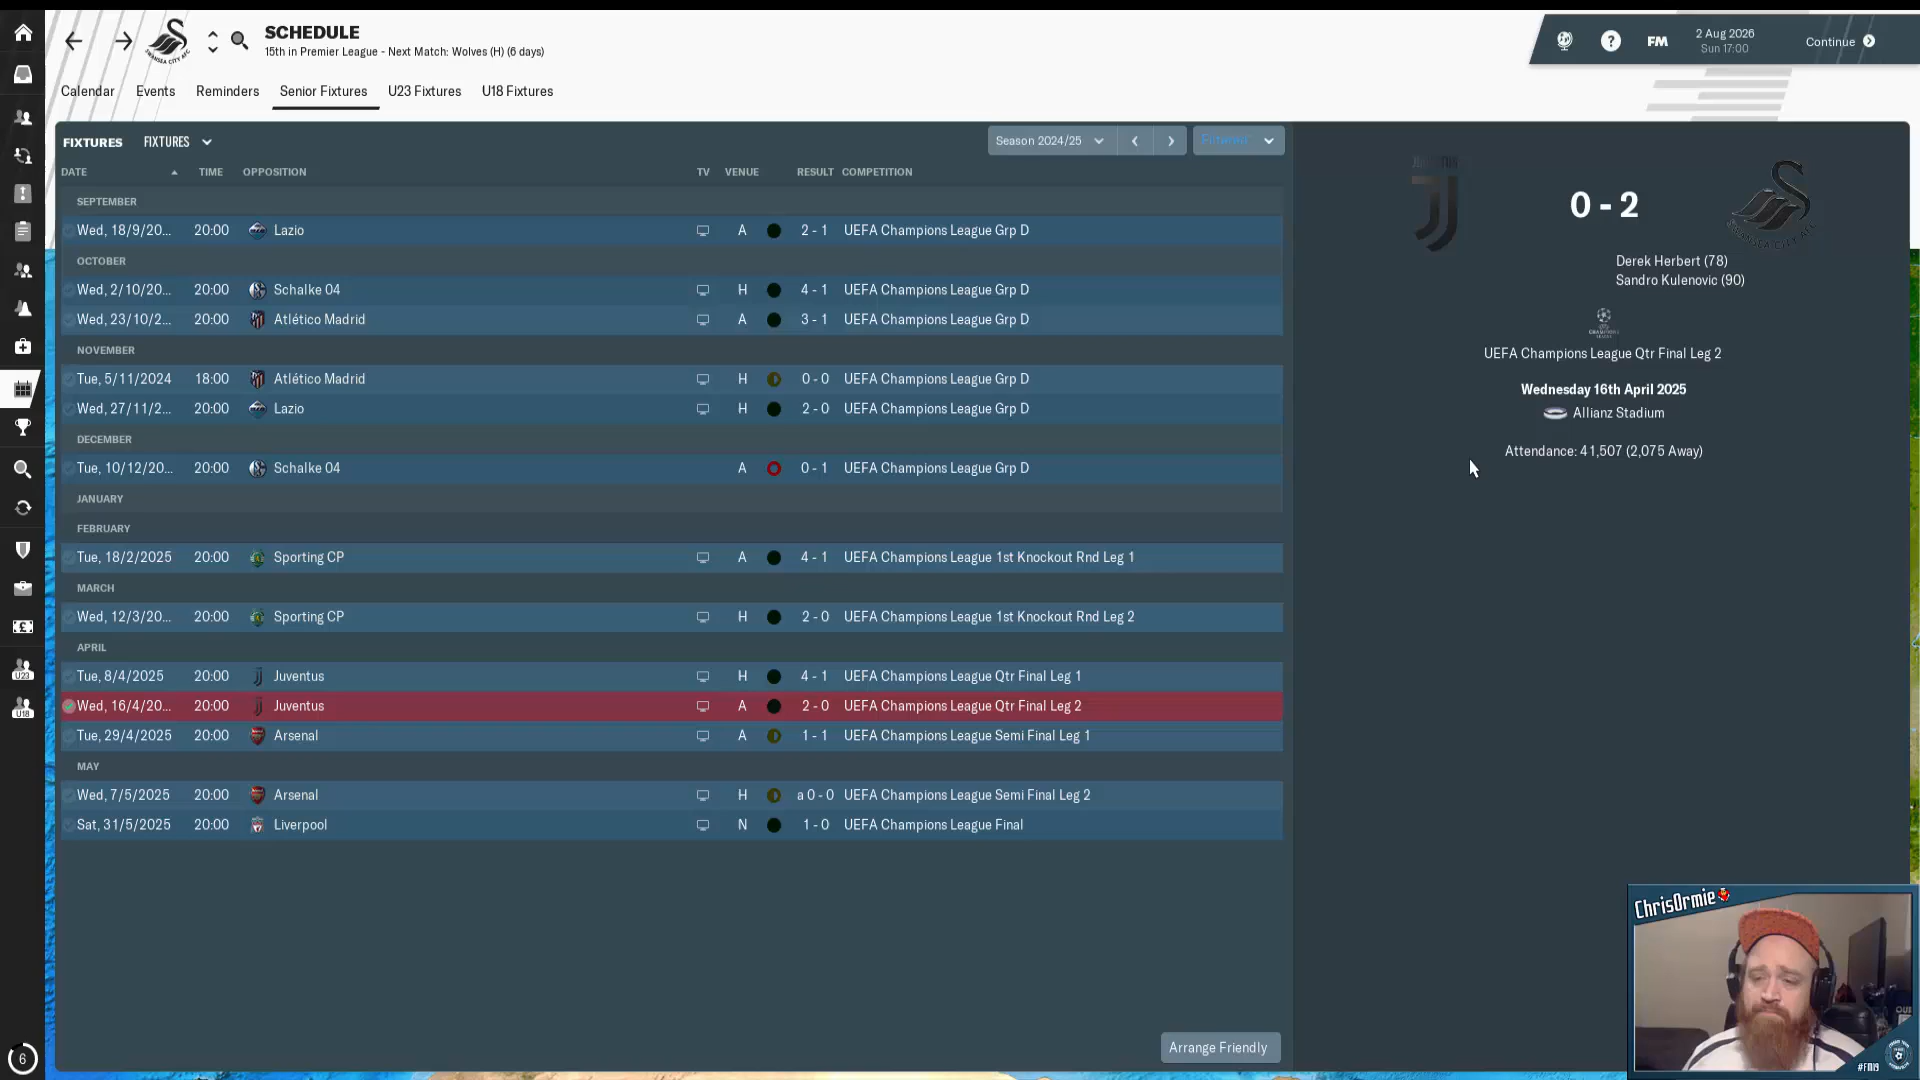 SCHEDULE
15th in Premier League - Next Match: Wolves (H) (6 days)
FM
2 Aug 2026
Sun 17:00
Continue
Calendar Events Reminders Senior Fixtures U23 Fixtures U18 Fixtures
FIXTURES FIXTURES Season 2024/25
DATE TIME OPPOSITION TV VENUE RESULT COMPETITION
SEPTEMBER
Wed, 18/9/20... 20:00 Lazio A 2 - 1 UEFA Champions League Grp D
OCTOBER
Wed, 2/10/20... 20:00 Schalke 04 H 4 - 1 UEFA Champions League Grp D
Wed, 23/10/2... 20:00 Atlético Madrid A 3 - 1 UEFA Champions League Grp D
NOVEMBER
Tue, 5/11/2024 18:00 Atlético Madrid H 0 - 0 UEFA Champions League Grp D
Wed, 27/11/2... 20:00 Lazio H 2 - 0 UEFA Champions League Grp D
DECEMBER
Tue, 10/12/20... 20:00 Schalke 04 A 0 - 1 UEFA Champions League Grp D
JANUARY
FEBRUARY
Tue, 18/2/2025 20:00 Sporting CP A 4 - 1 UEFA Champions League 1st Knockout Rnd Leg 1
MARCH
Wed, 12/3/20... 20:00 Sporting CP H 2 - 0 UEFA Champions League 1st Knockout Rnd Leg 2
APRIL
Tue, 8/4/2025 20:00 Juventus H 4 - 1 UEFA Champions League Qtr Final Leg 1
Wed, 16/4/20... 20:00 Juventus A 2 - 0 UEFA Champions League Qtr Final Leg 2
Tue, 29/4/2025 20:00 Arsenal A 1 - 1 UEFA Champions League Semi Final Leg 1
MAY
Wed, 7/5/2025 20:00 Arsenal H a 0 - 0 UEFA Champions League Semi Final Leg 2
Sat, 31/5/2025 20:00 Liverpool N 1 - 0 UEFA Champions League Final
Arrange Friendly
0 - 2
SWANSEA CITY AFC
Derek Herbert (78)
Sandro Kulenovic (90)
UEFA Champions League Qtr Final Leg 2
Wednesday 16th April 2025
Allianz Stadium
Attendance: 41,507 (2,075 Away)
ChrisOrmie
#FM19
U23
U18
6